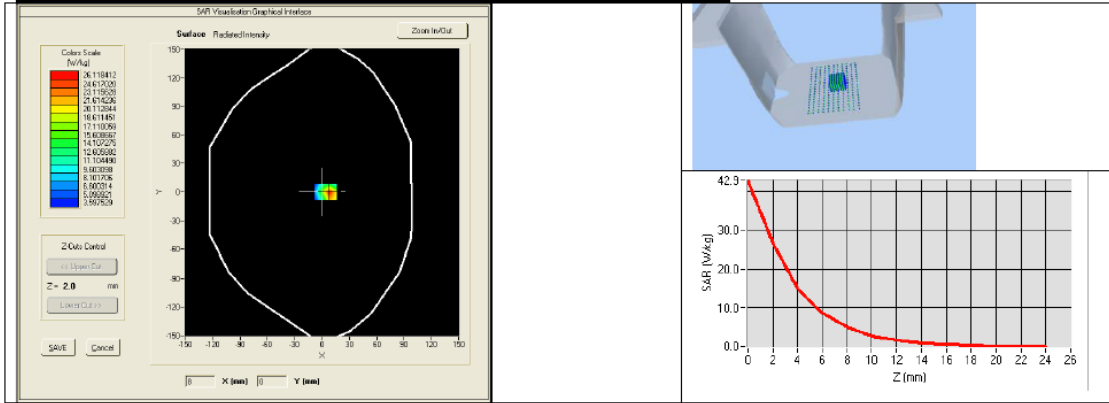 SAR Visualisation Graphical Interface
Surface Radiated Intensity
Zoom In/Out
Colors Scale
(W/kg)
26.118412
24.617020
23.115628
21.614236
20.112844
18.611451
17.110059
15.608667
14.107275
12.605882
11.104490
9.603098
8.101706
6.600314
3.597529
Z-Cuts Control
<< Upper Cut
Z = 2.0 mm
Lower Cut >>
SAVE Cancel
150
120
90
60
30
0
-30
-60
-90
-120
-150
Y
-150 -120 -90 -60 -30 0 30 60 90 120 150
X
8 X (mm) 0 Y (mm)
42.9
30.0
20.0
10.0
0.0
SAR (W/kg)
0 2 4 6 8 10 12 14 16 18 20 22 24 26
Z (mm)